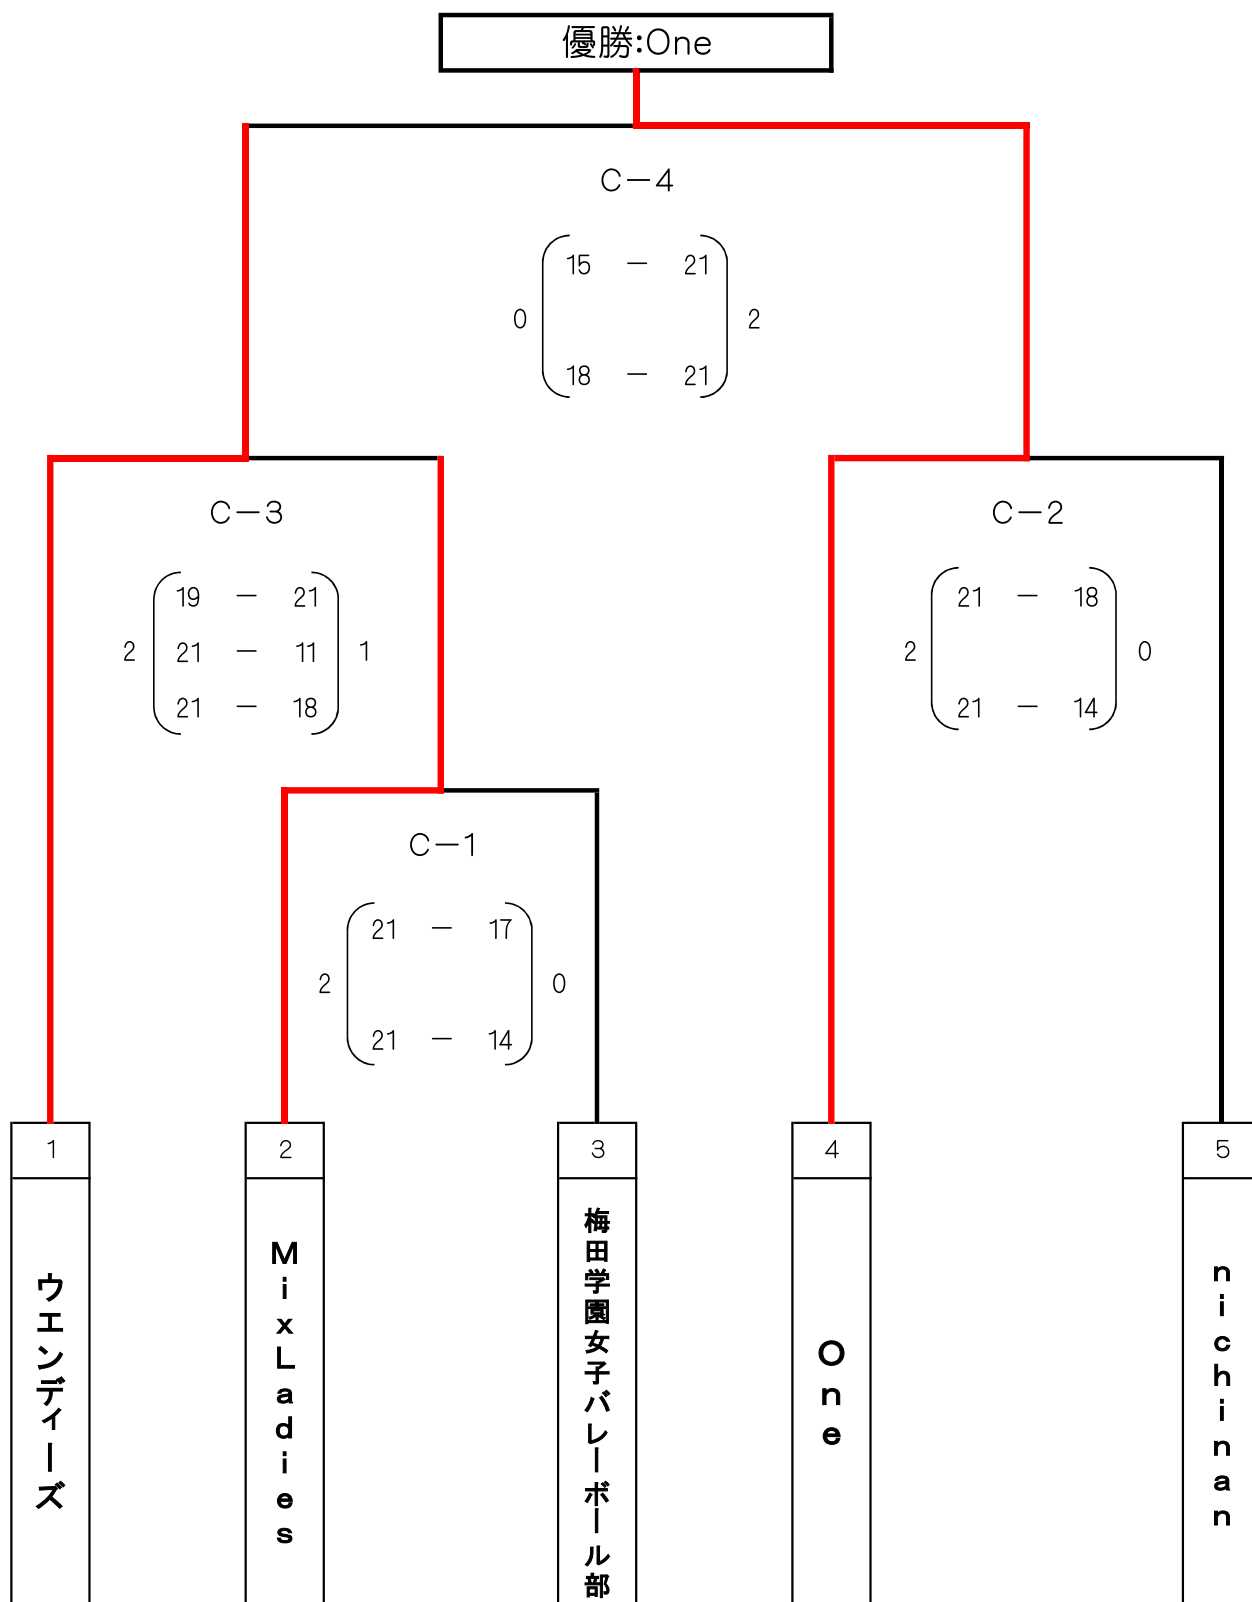 優勝:One
C－4
15 － 21
0 2
18 － 21
C－3
C－2
19 － 21
21 － 18
2 21 － 11 1
2 0
21 － 18
21 － 14
C－1
21 － 17
2 0
21 － 14
1
2
3
4
5
ウエンディーズ
MixLadies
梅田学園女子バレーボール部
One
nichinan